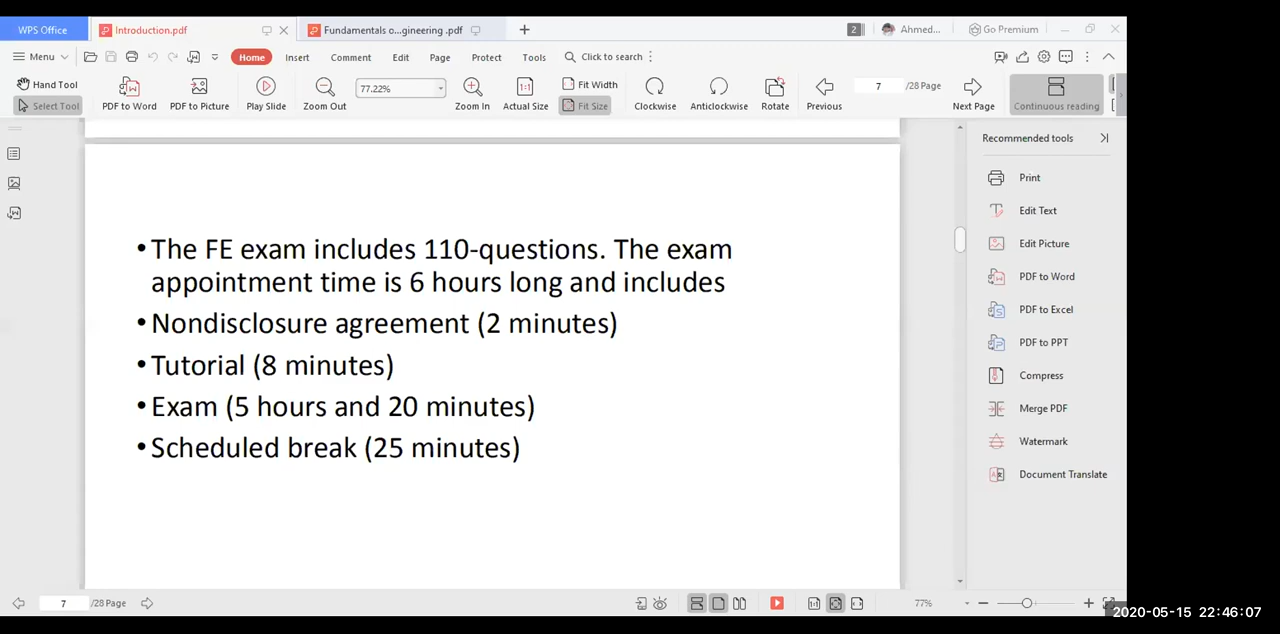 WPS Office
Introduction.pdf
Fundamentals o...gineering .pdf
2
Ahmed...
Go Premium
Menu
Home
Insert
Comment
Edit
Page
Protect
Tools
Click to search
Hand Tool
Select Tool
PDF to Word
PDF to Picture
Play Slide
Zoom Out
77.22%
Zoom In
1:1
Actual Size
Fit Width
Fit Size
Clockwise
Anticlockwise
Rotate
Previous
7 /28 Page
Next Page
Continuous reading
•The FE exam includes 110-questions. The exam
appointment time is 6 hours long and includes
•Nondisclosure agreement (2 minutes)
•Tutorial (8 minutes)
•Exam (5 hours and 20 minutes)
•Scheduled break (25 minutes)
Recommended tools
Print
Edit Text
Edit Picture
PDF to Word
PDF to Excel
PDF to PPT
Compress
Merge PDF
Watermark
Document Translate
7 /28 Page
77%
2020-05-15 22:46:07